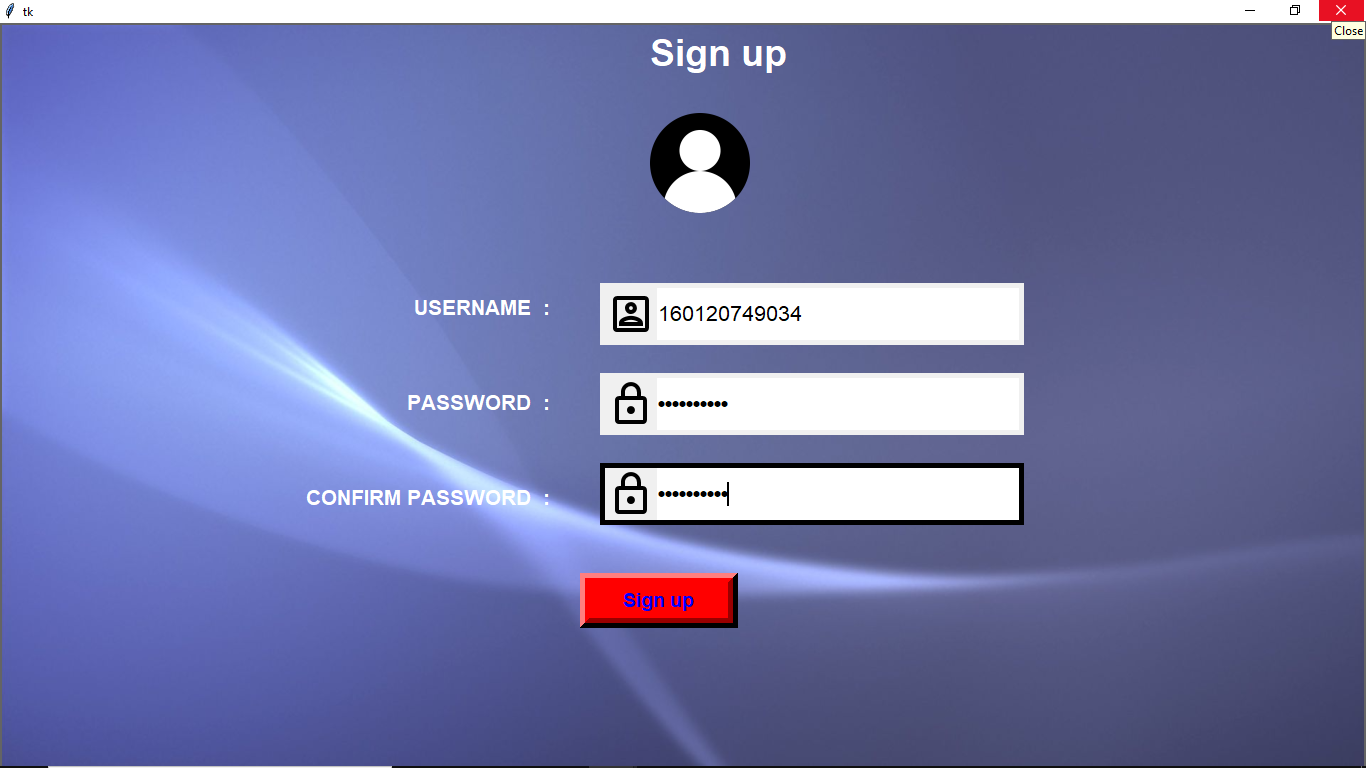 tk
Close
Sign up
USERNAME :
160120749034
PASSWORD :
••••••••••
CONFIRM PASSWORD :
••••••••••
Sign up